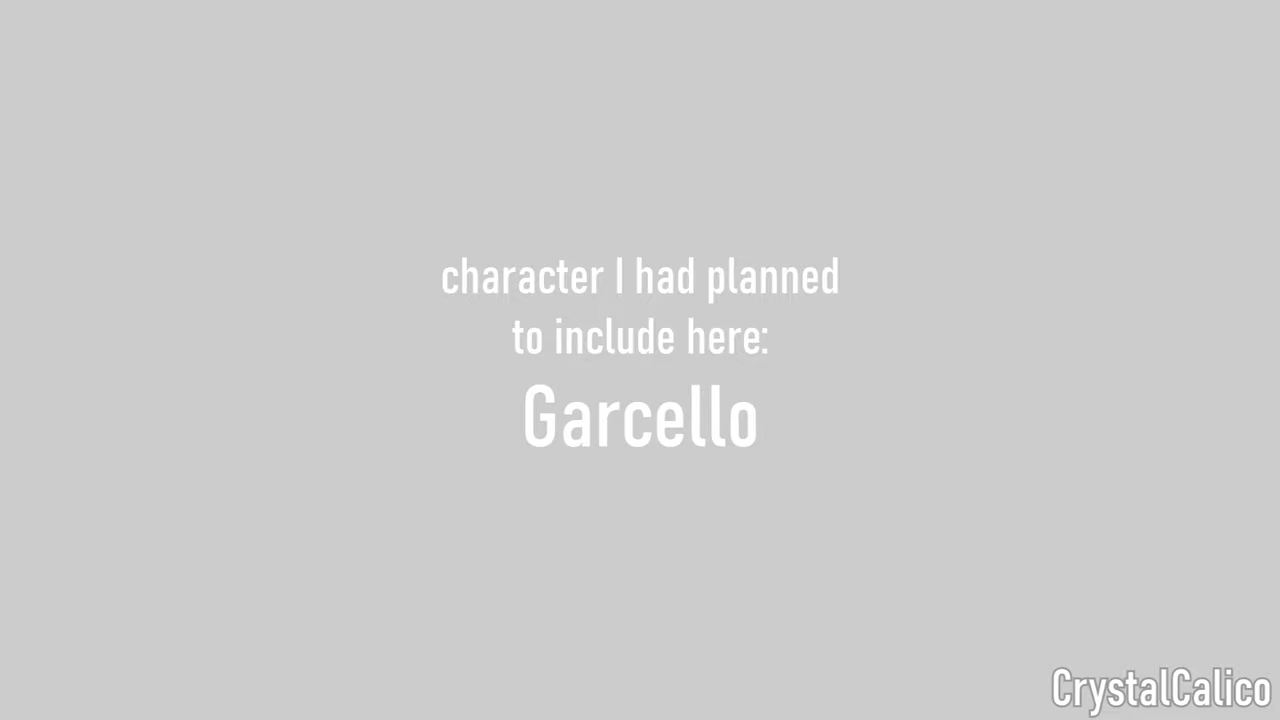 character I had planned
to include here:
Garcello
CrystalCalico